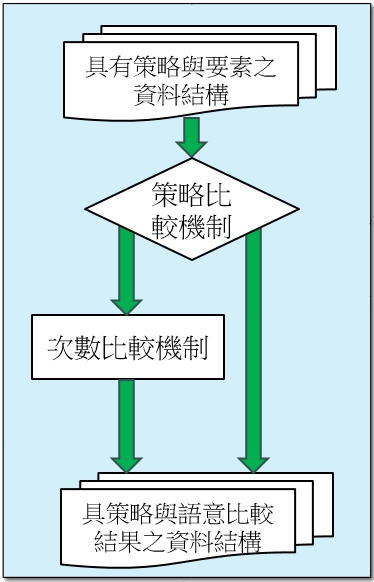 具有策略與要素之
資料結構
策略比
較機制
次數比較機制
具策略與語意比較
結果之資料結構